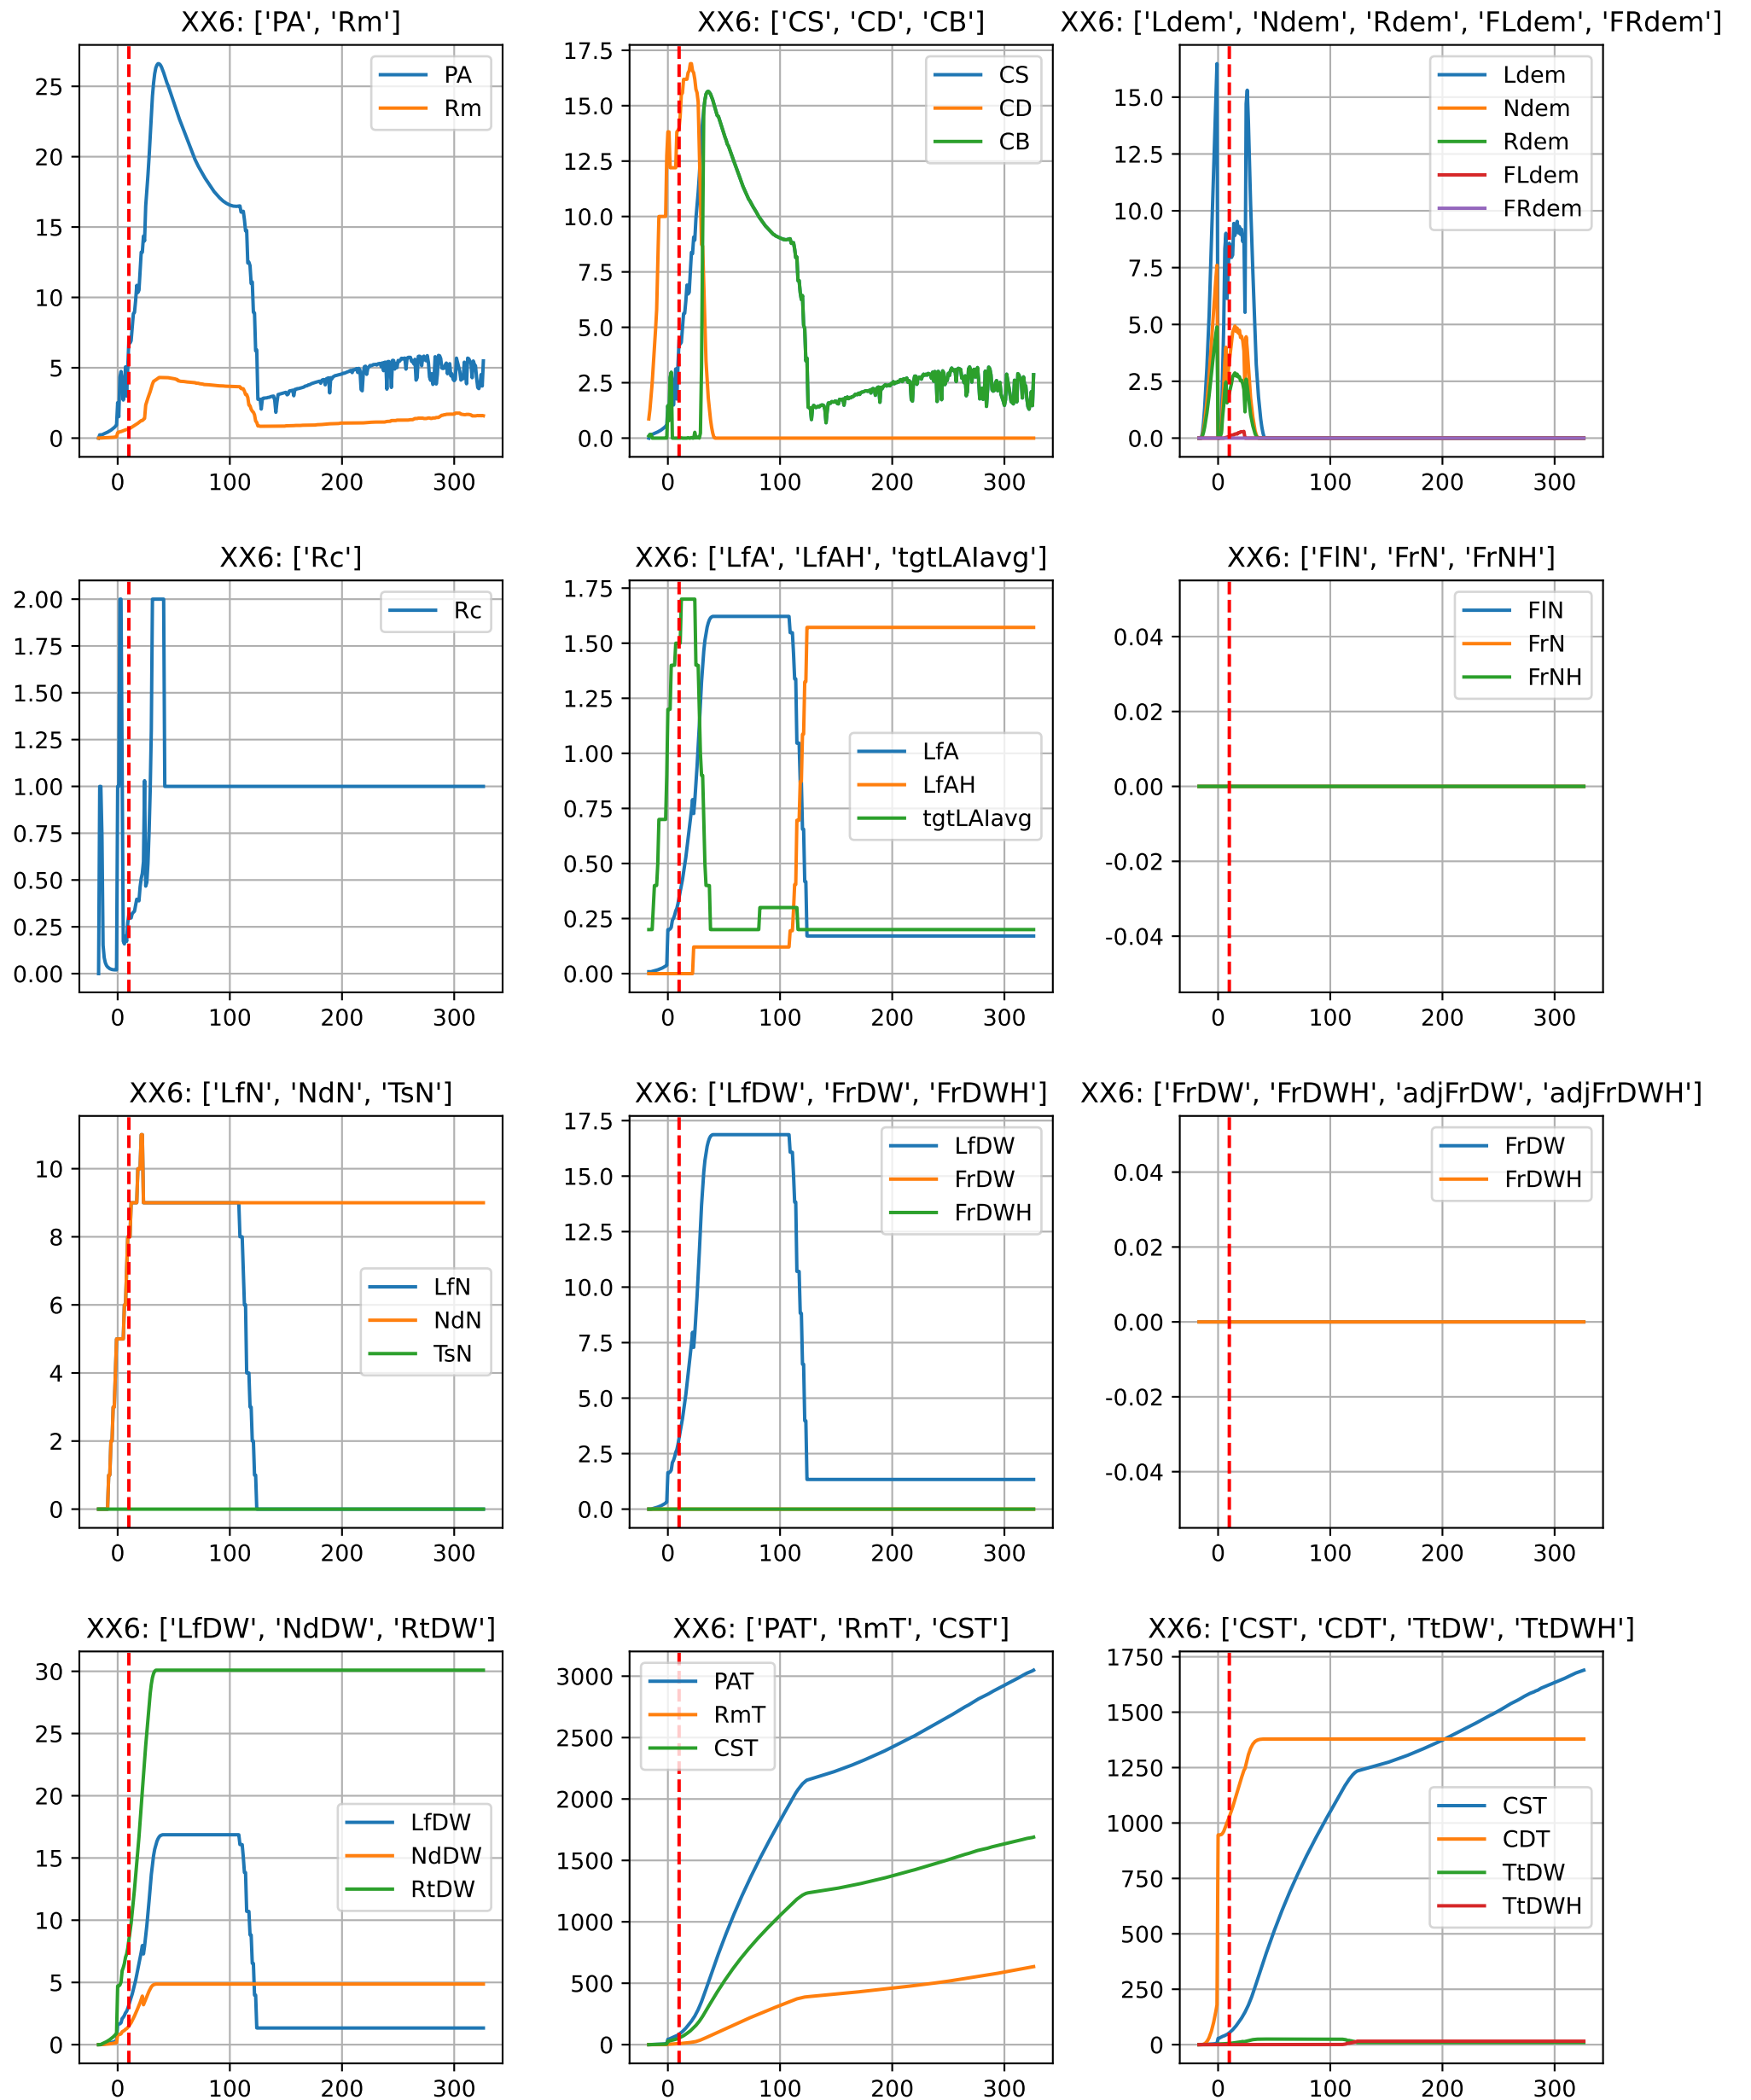 XX6: ['PA', 'Rm']
25
20
15
10
5
0
0 100 200 300
PA
Rm
XX6: ['CS', 'CD', 'CB']
17.5
15.0
12.5
10.0
7.5
5.0
2.5
0.0
0 100 200 300
CS
CD
CB
XX6: ['Ldem', 'Ndem', 'Rdem', 'FLdem', 'FRdem']
15.0
12.5
10.0
7.5
5.0
2.5
0.0
0 100 200 300
Ldem
Ndem
Rdem
FLdem
FRdem
XX6: ['Rc']
2.00
1.75
1.50
1.25
1.00
0.75
0.50
0.25
0.00
0 100 200 300
Rc
XX6: ['LfA', 'LfAH', 'tgtLAIavg']
1.75
1.50
1.25
1.00
0.75
0.50
0.25
0.00
0 100 200 300
LfA
LfAH
tgtLAIavg
XX6: ['FlN', 'FrN', 'FrNH']
0.04
0.02
0.00
-0.02
-0.04
0 100 200 300
FlN
FrN
FrNH
XX6: ['LfN', 'NdN', 'TsN']
10
8
6
4
2
0
0 100 200 300
LfN
NdN
TsN
XX6: ['LfDW', 'FrDW', 'FrDWH']
17.5
15.0
12.5
10.0
7.5
5.0
2.5
0.0
0 100 200 300
LfDW
FrDW
FrDWH
XX6: ['FrDW', 'FrDWH', 'adjFrDW', 'adjFrDWH']
0.04
0.02
0.00
-0.02
-0.04
0 100 200 300
FrDW
FrDWH
XX6: ['LfDW', 'NdDW', 'RtDW']
30
25
20
15
10
5
0
0 100 200 300
LfDW
NdDW
RtDW
XX6: ['PAT', 'RmT', 'CST']
3000
2500
2000
1500
1000
500
0
0 100 200 300
PAT
RmT
CST
XX6: ['CST', 'CDT', 'TtDW', 'TtDWH']
1750
1500
1250
1000
750
500
250
0
0 100 200 300
CST
CDT
TtDW
TtDWH